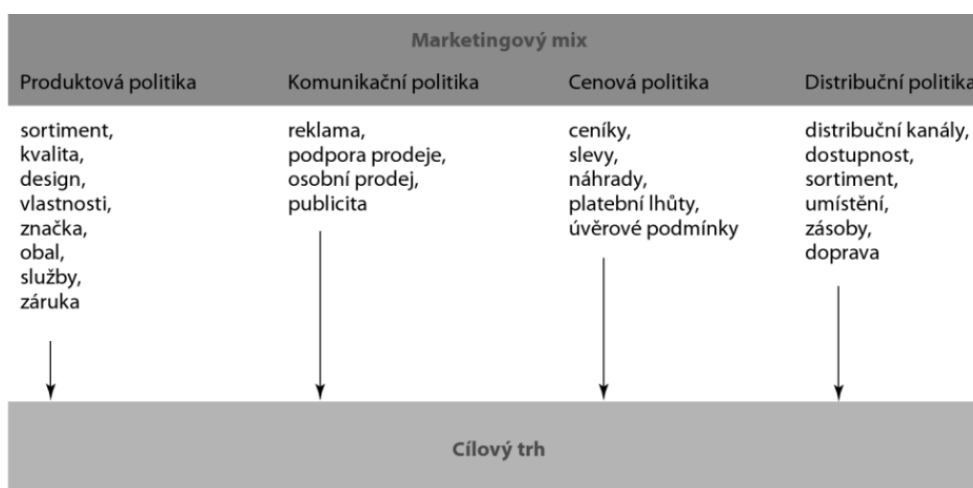 Marketingový mix
Produktová politika
Komunikační politika
Cenová politika
Distribuční politika
sortiment,
kvalita,
design,
vlastnosti,
značka,
obal,
služby,
záruka
reklama,
podpora prodeje,
osobní prodej,
publicita
ceníky,
slevy,
náhrady,
platební lhůty,
úvěrové podmínky
distribuční kanály,
dostupnost,
sortiment,
umístění,
zásoby,
doprava
Cílový trh